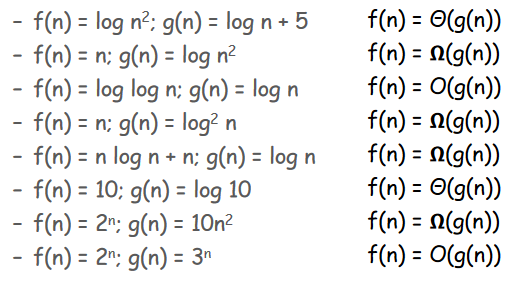 - f(n) = log n²; g(n) = log n + 5 f(n) = Θ(g(n))
- f(n) = n; g(n) = log n² f(n) = Ω(g(n))
- f(n) = log log n; g(n) = log n f(n) = O(g(n))
- f(n) = n; g(n) = log² n f(n) = Ω(g(n))
- f(n) = n log n + n; g(n) = log n f(n) = Ω(g(n))
- f(n) = 10; g(n) = log 10 f(n) = Θ(g(n))
- f(n) = 2ⁿ; g(n) = 10n² f(n) = Ω(g(n))
- f(n) = 2ⁿ; g(n) = 3ⁿ f(n) = O(g(n))